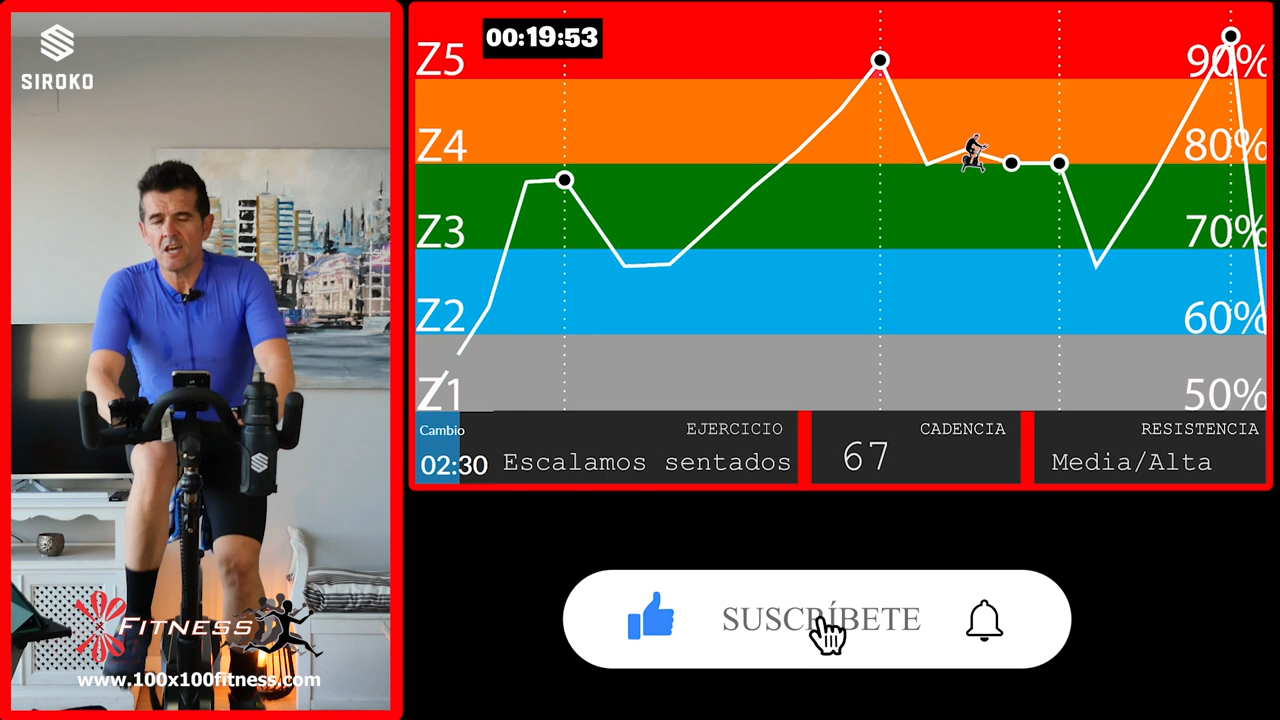 SIROKO
FITNESS
www.100x100fitness.com
00:19:53
Z5
90%
Z4
80%
Z3
70%
Z2
60%
Z1
50%
Cambio
02:30
EJERCICIO
Escalamos sentados
CADENCIA
67
RESISTENCIA
Media/Alta
SUSCRÍBETE